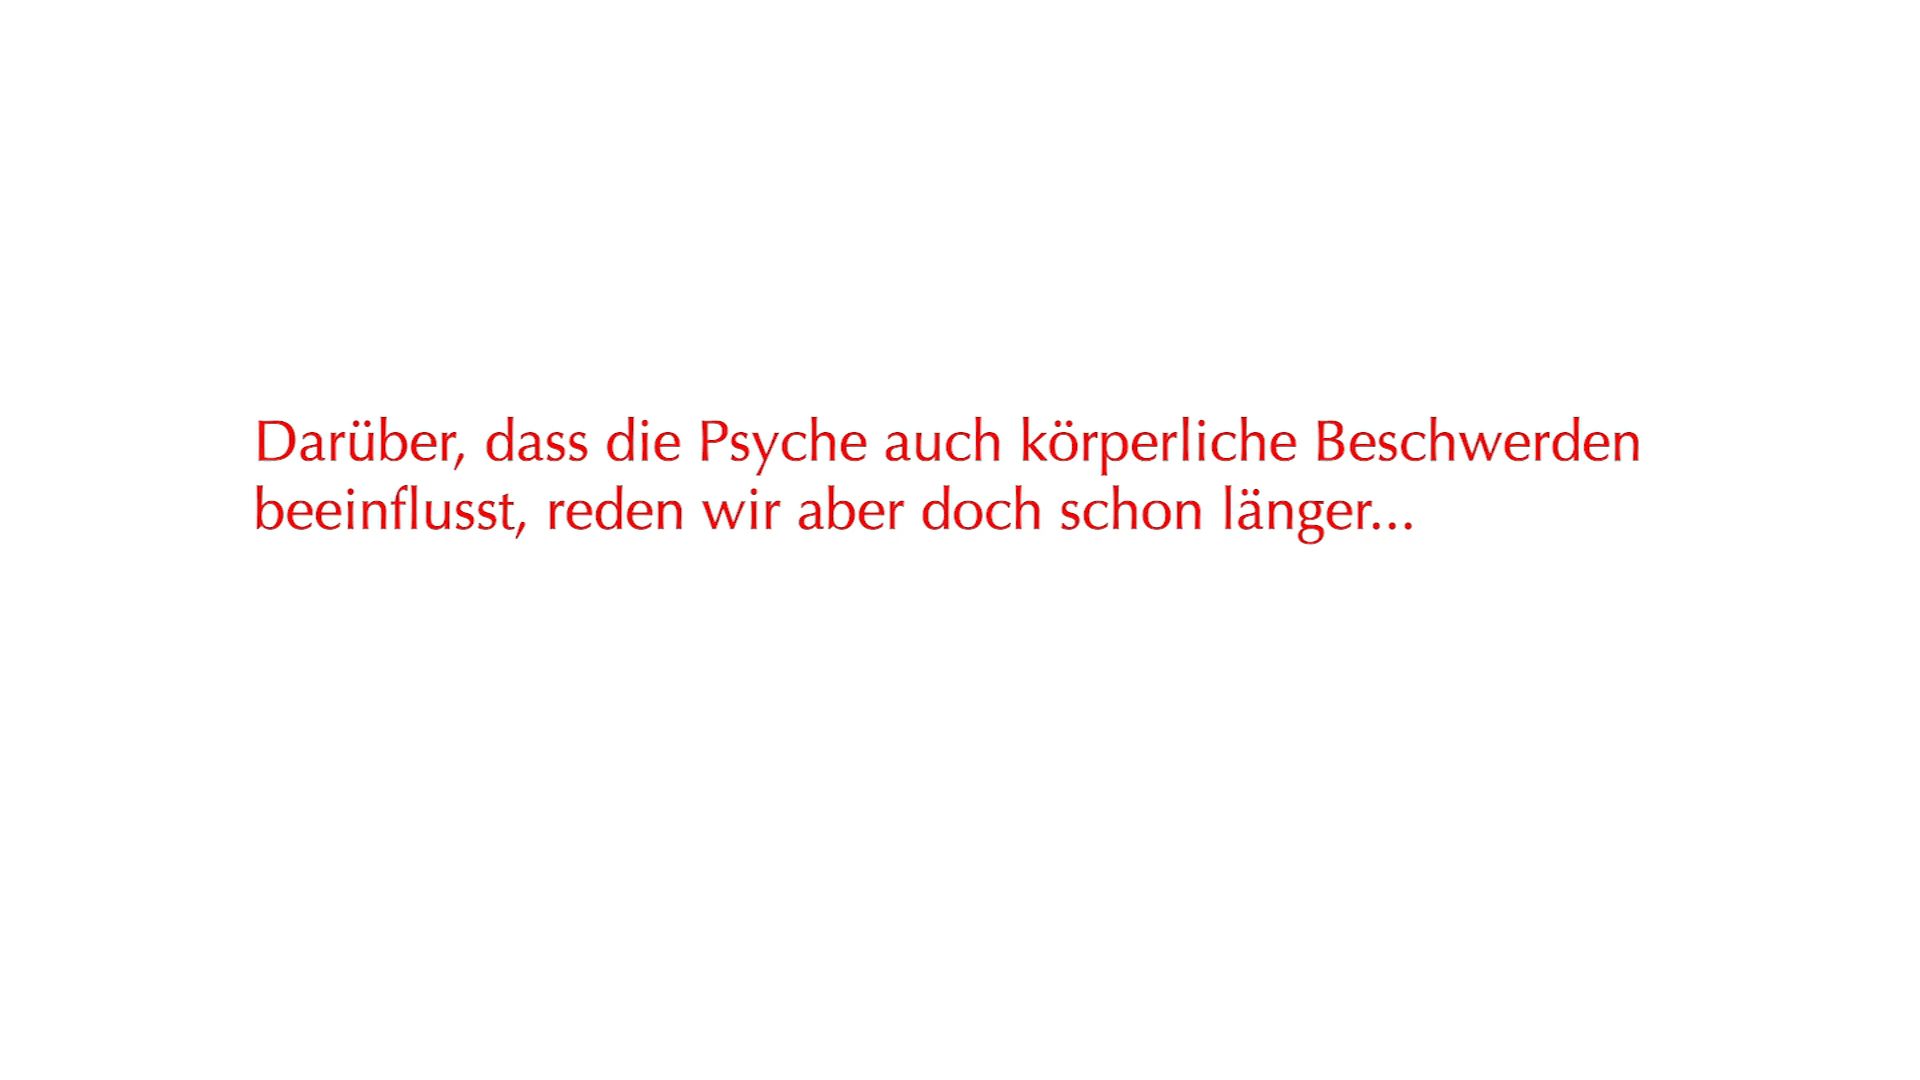 Darüber, dass die Psyche auch körperliche Beschwerden
beeinflusst, reden wir aber doch schon länger...